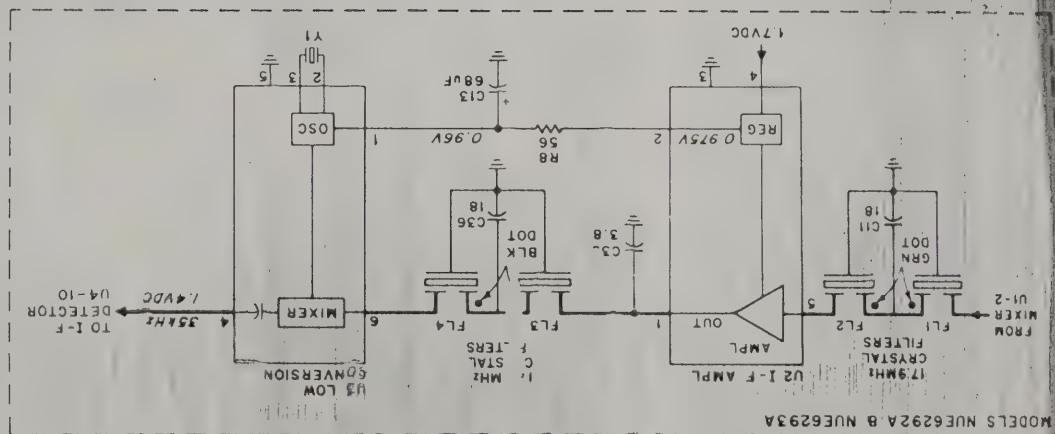 MODELS NUE6292A & NUE6293A
17.9MHz
CRYSTAL
FILTERS
FROM
MIXER
U1-2
FL1
FL2
GRN
DOT
C11
18
U2 I-F AMPL
5
AMPL
OUT
1
REG
0.975V
2
4
3
1.7VDC
3.8
MHz
STAL
FL3
FL4
BLK
DOT
C36
18
R8
56
0.96V
C13
68uF
+
U3 LOW
CONVERSION
6
MIXER
4
35kHz
1.4VDC
TO I-F
DETECTOR
U4-10
1
OSC
2
3
5
Y1